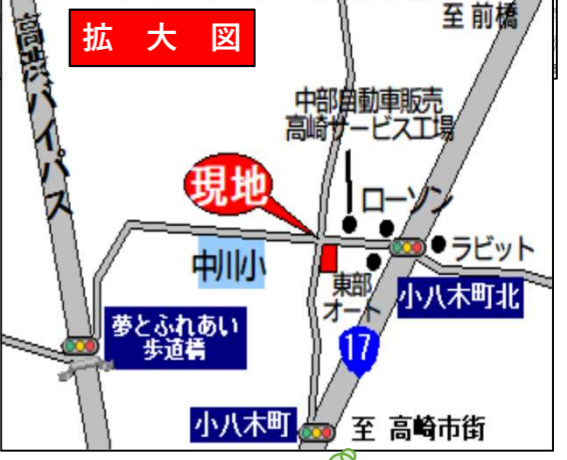 拡大図
至 前橋
高渋バイパス
中部自動車販売
高崎サービス工場
現地
ローソン
ラビット
中川小
東部
オート
小八木町北
夢とふれあい
歩道橋
17
小八木町
至 高崎市街